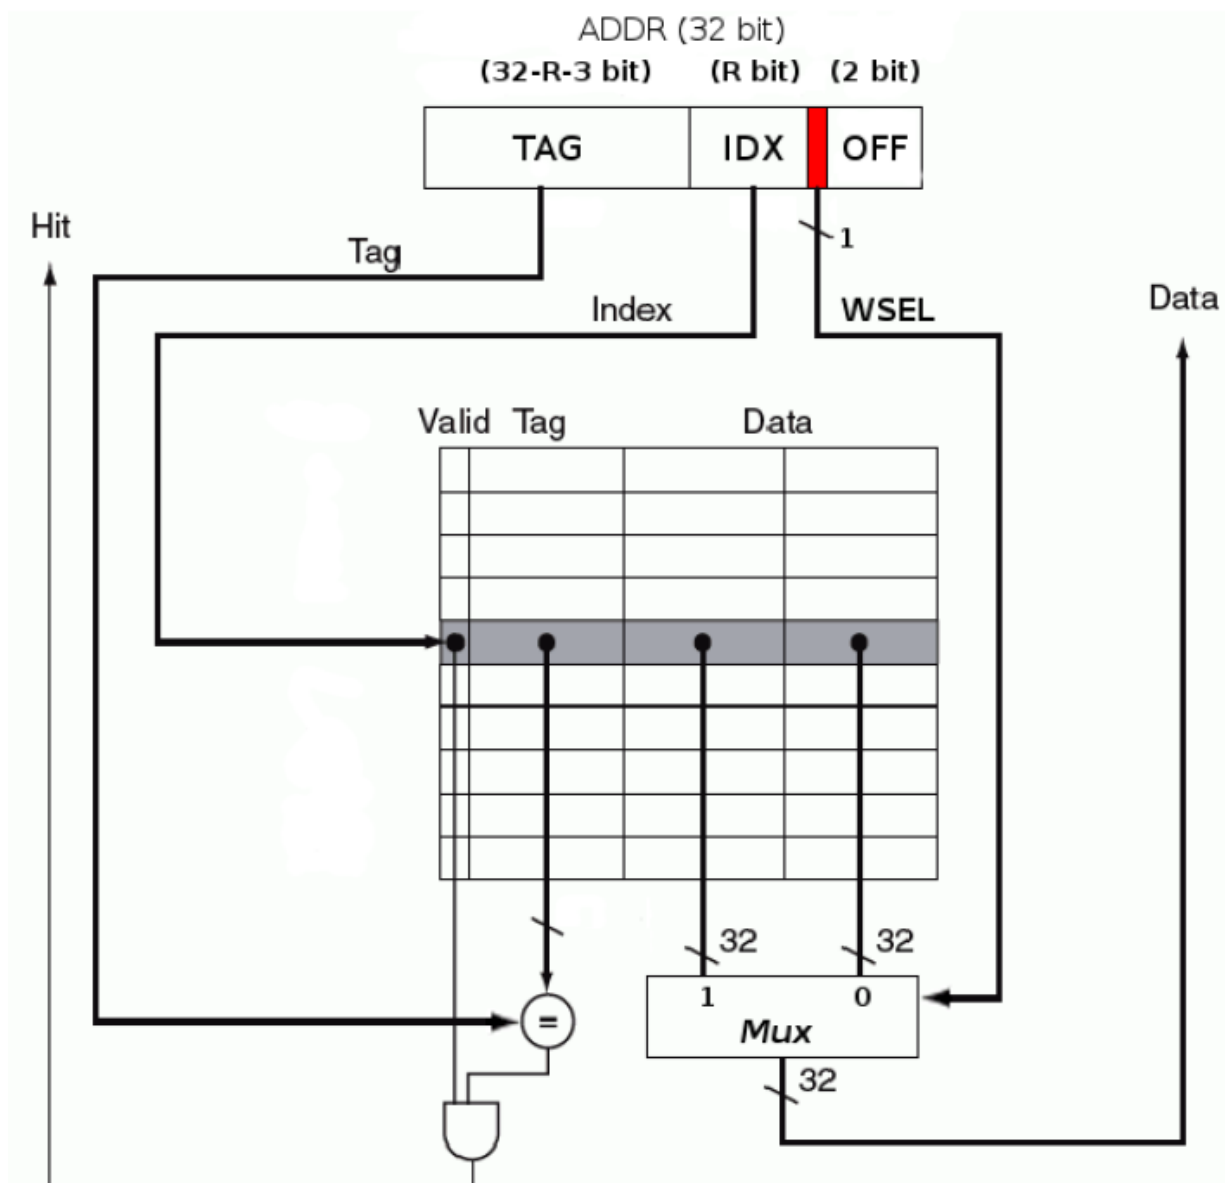 ADDR (32 bit)
(32-R-3 bit) (R bit) (2 bit)
TAG IDX OFF
Hit
1
Tag
Data
Index WSEL
Valid Tag Data
32 32
1 0
=
Mux
32